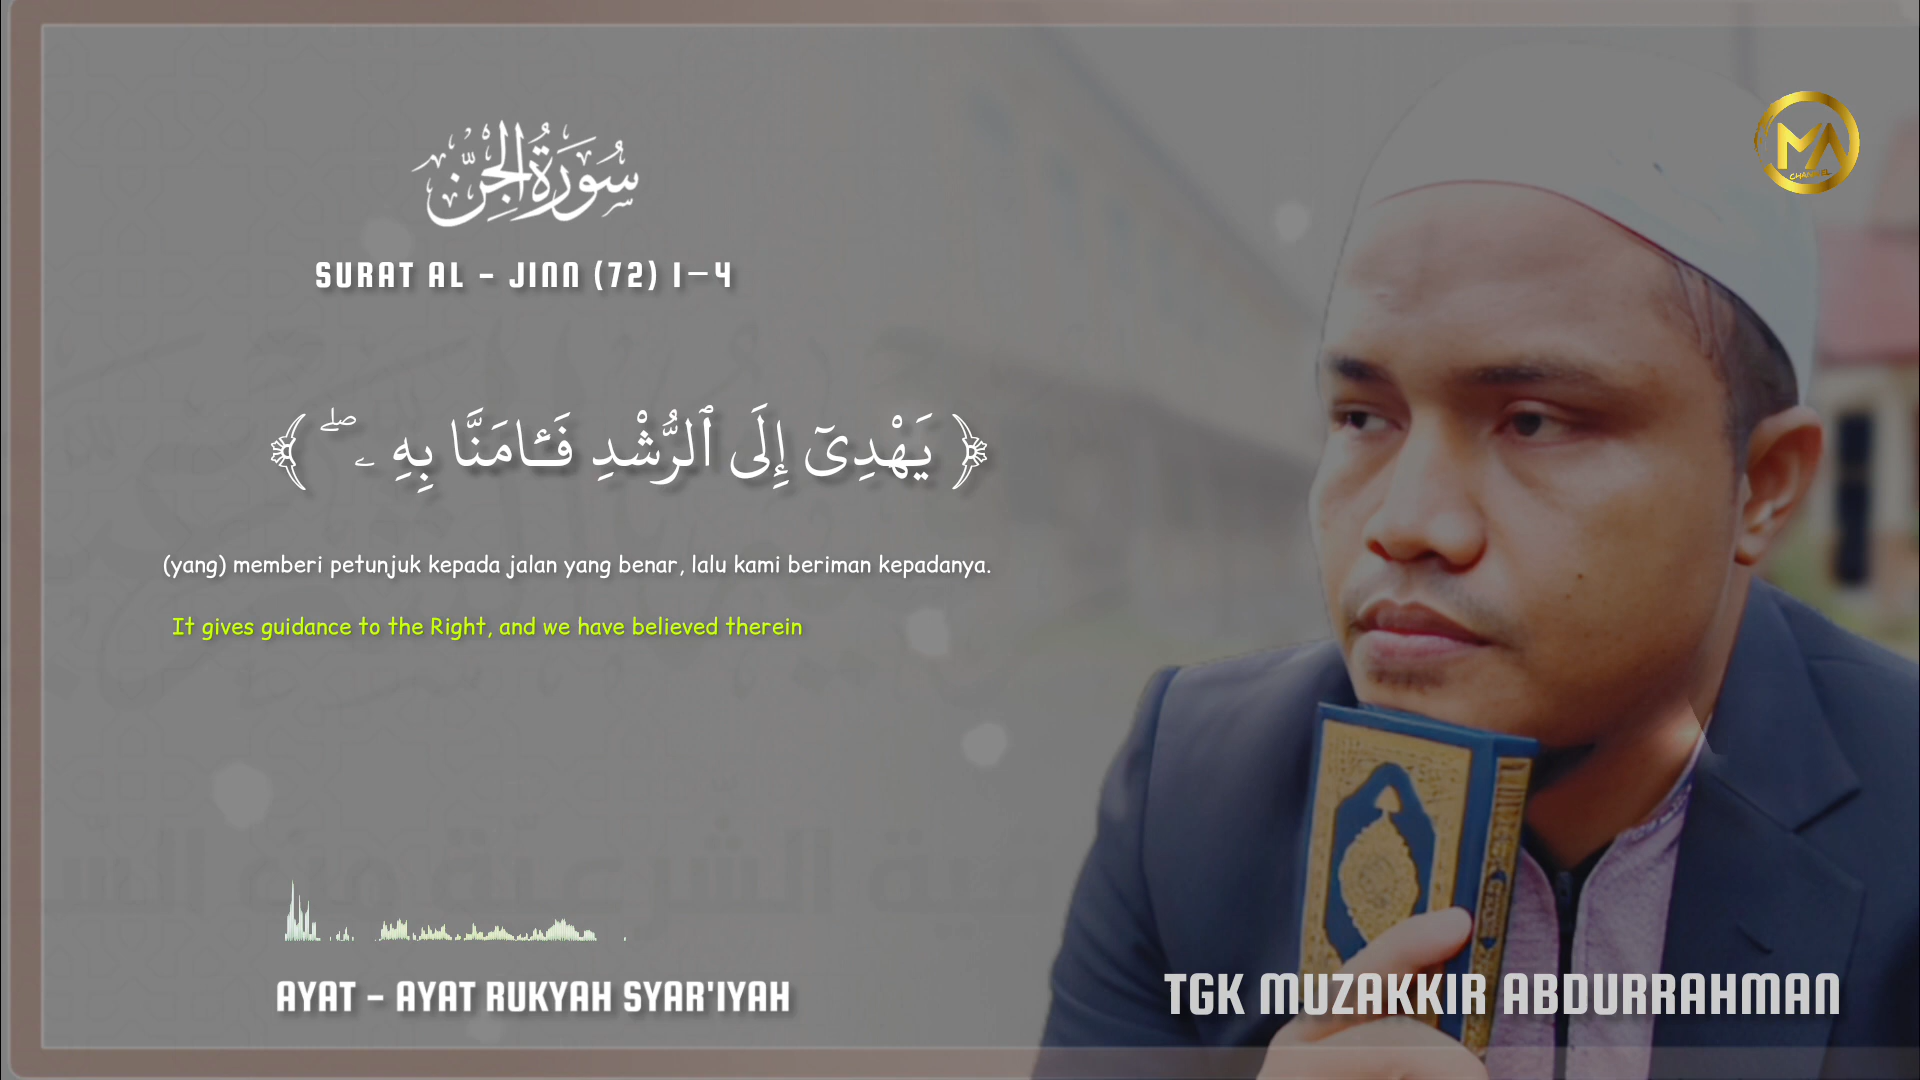 سُورَةُ الجِنّ
SURAT AL - JINN (72) 1-4
﴿ يَهْدِىٓ إِلَى ٱلرُّشْدِ فَـَٔامَنَّا بِهِۦ ۖ ﴾
(yang) memberi petunjuk kepada jalan yang benar, lalu kami beriman kepadanya.
It gives guidance to the Right, and we have believed therein
AYAT - AYAT RUKYAH SYAR'IYAH
TGK MUZAKKIR ABDURRAHMAN
MA
CHANNEL